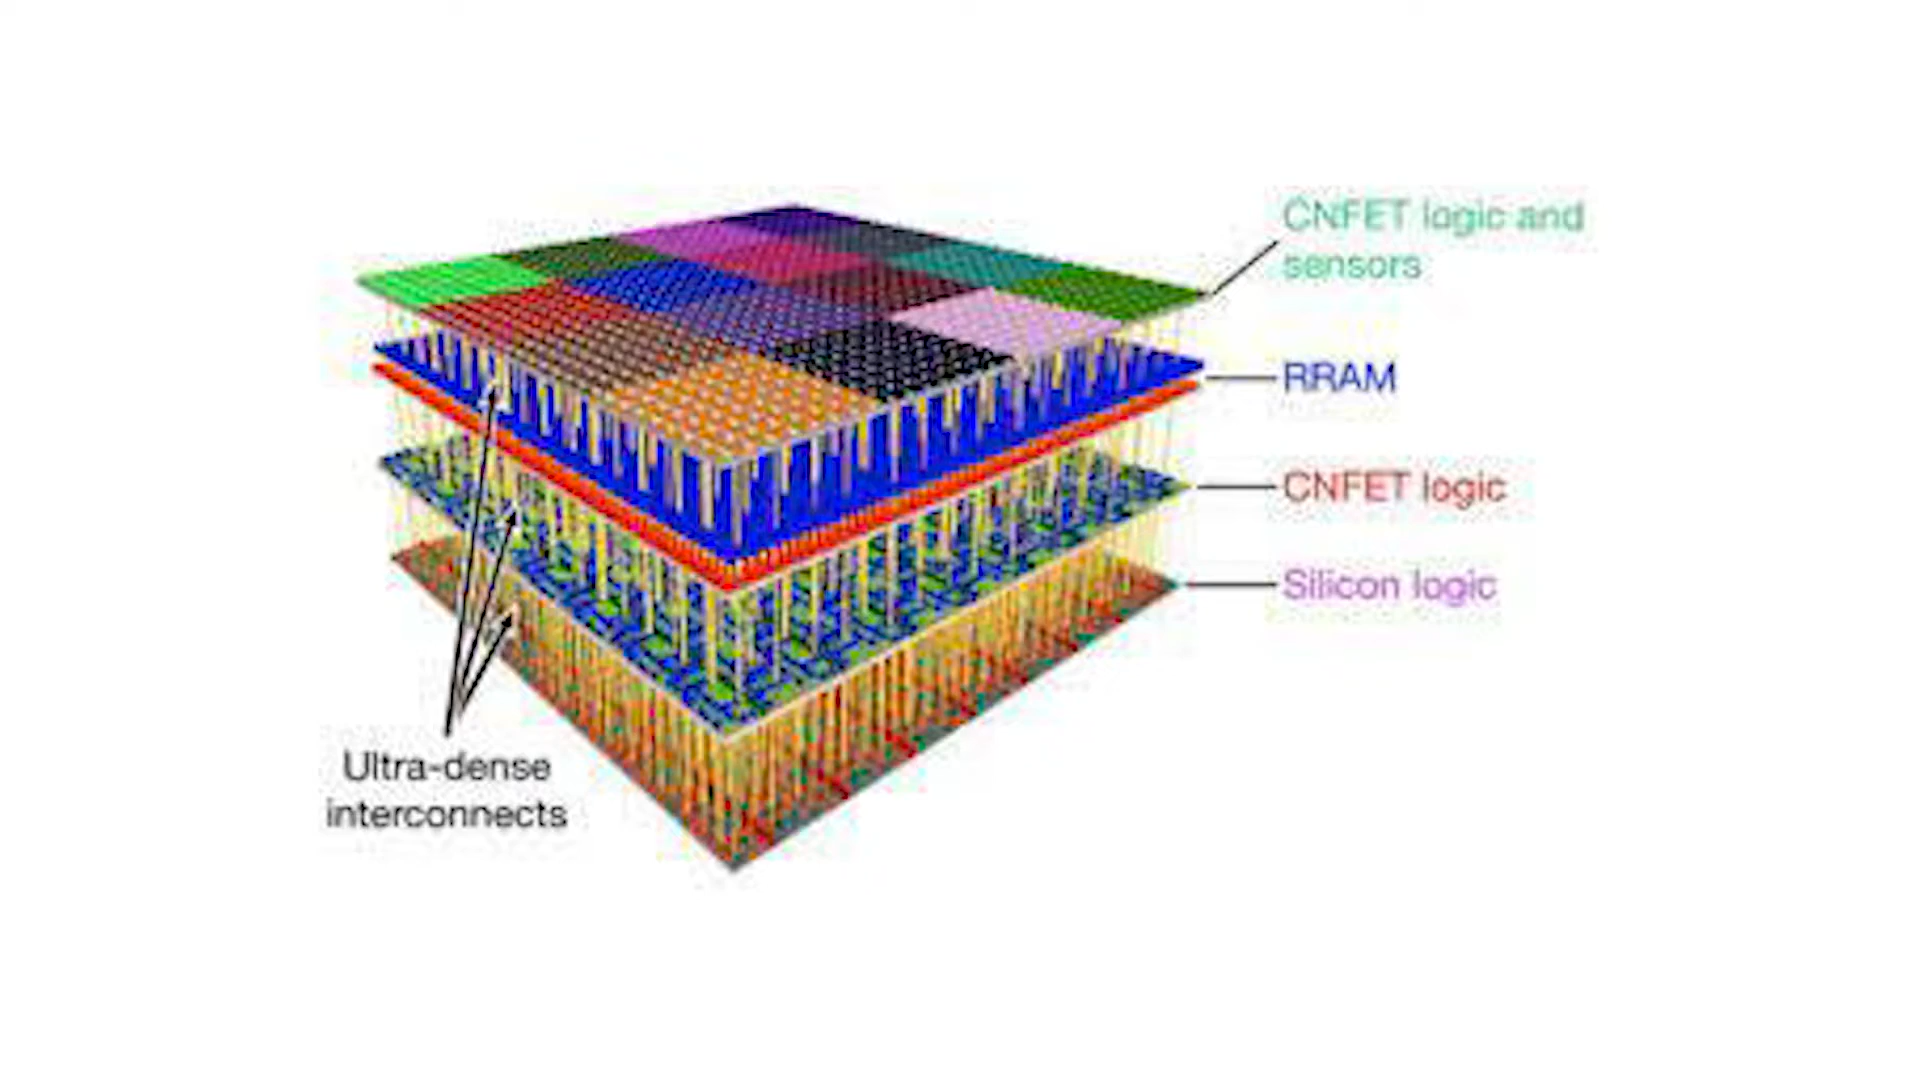 CNFET logic and
sensors
RRAM
CNFET logic
Silicon logic
Ultra-dense
interconnects